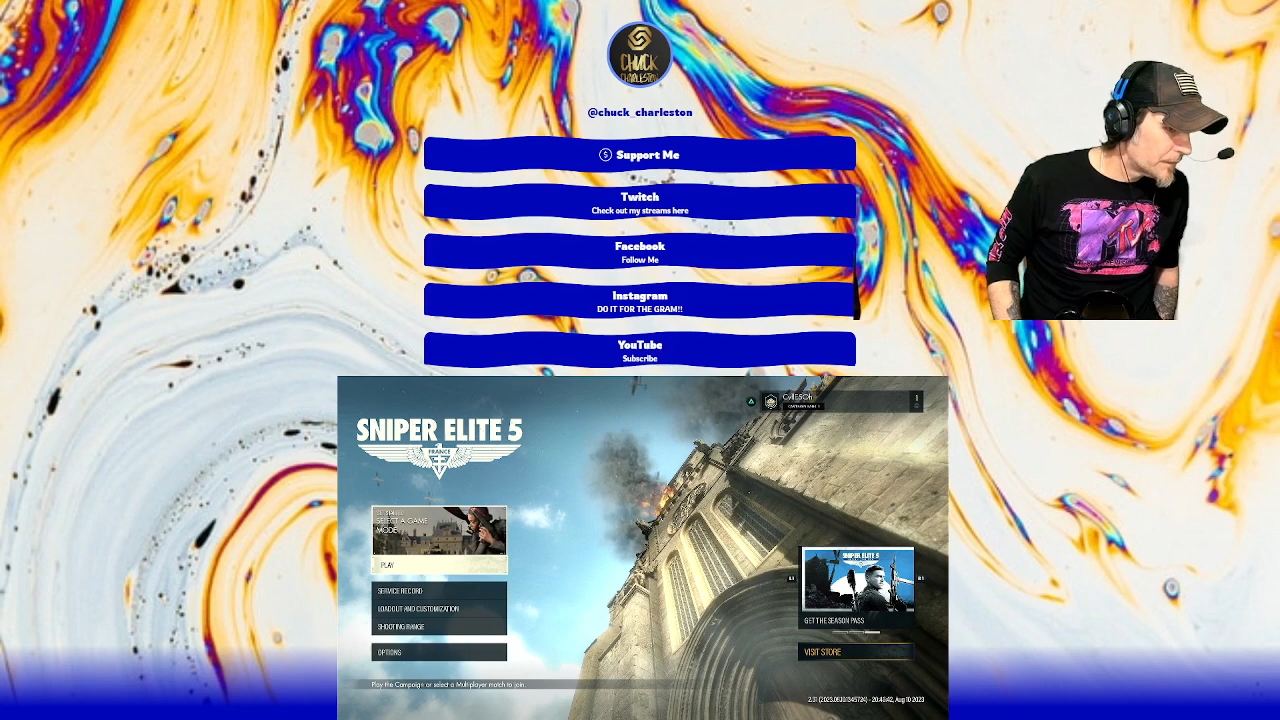 CHUCK
CHARLESTON
@chuck_charleston
Support Me
Twitch
Check out my streams here
Facebook
Follow Me
Instagram
DO IT FOR THE GRAM!!
YouTube
Subscribe
MTV
SNIPER ELITE 5
FRANCE
SELECT A GAME
MODE
PLAY
SERVICE RECORD
LOADOUT AND CUSTOMIZATION
SHOOTING RANGE
OPTIONS
Play the Campaign or select a Multiplayer match to join.
SNIPER ELITE 5
GET THE SEASON PASS
VISIT STORE